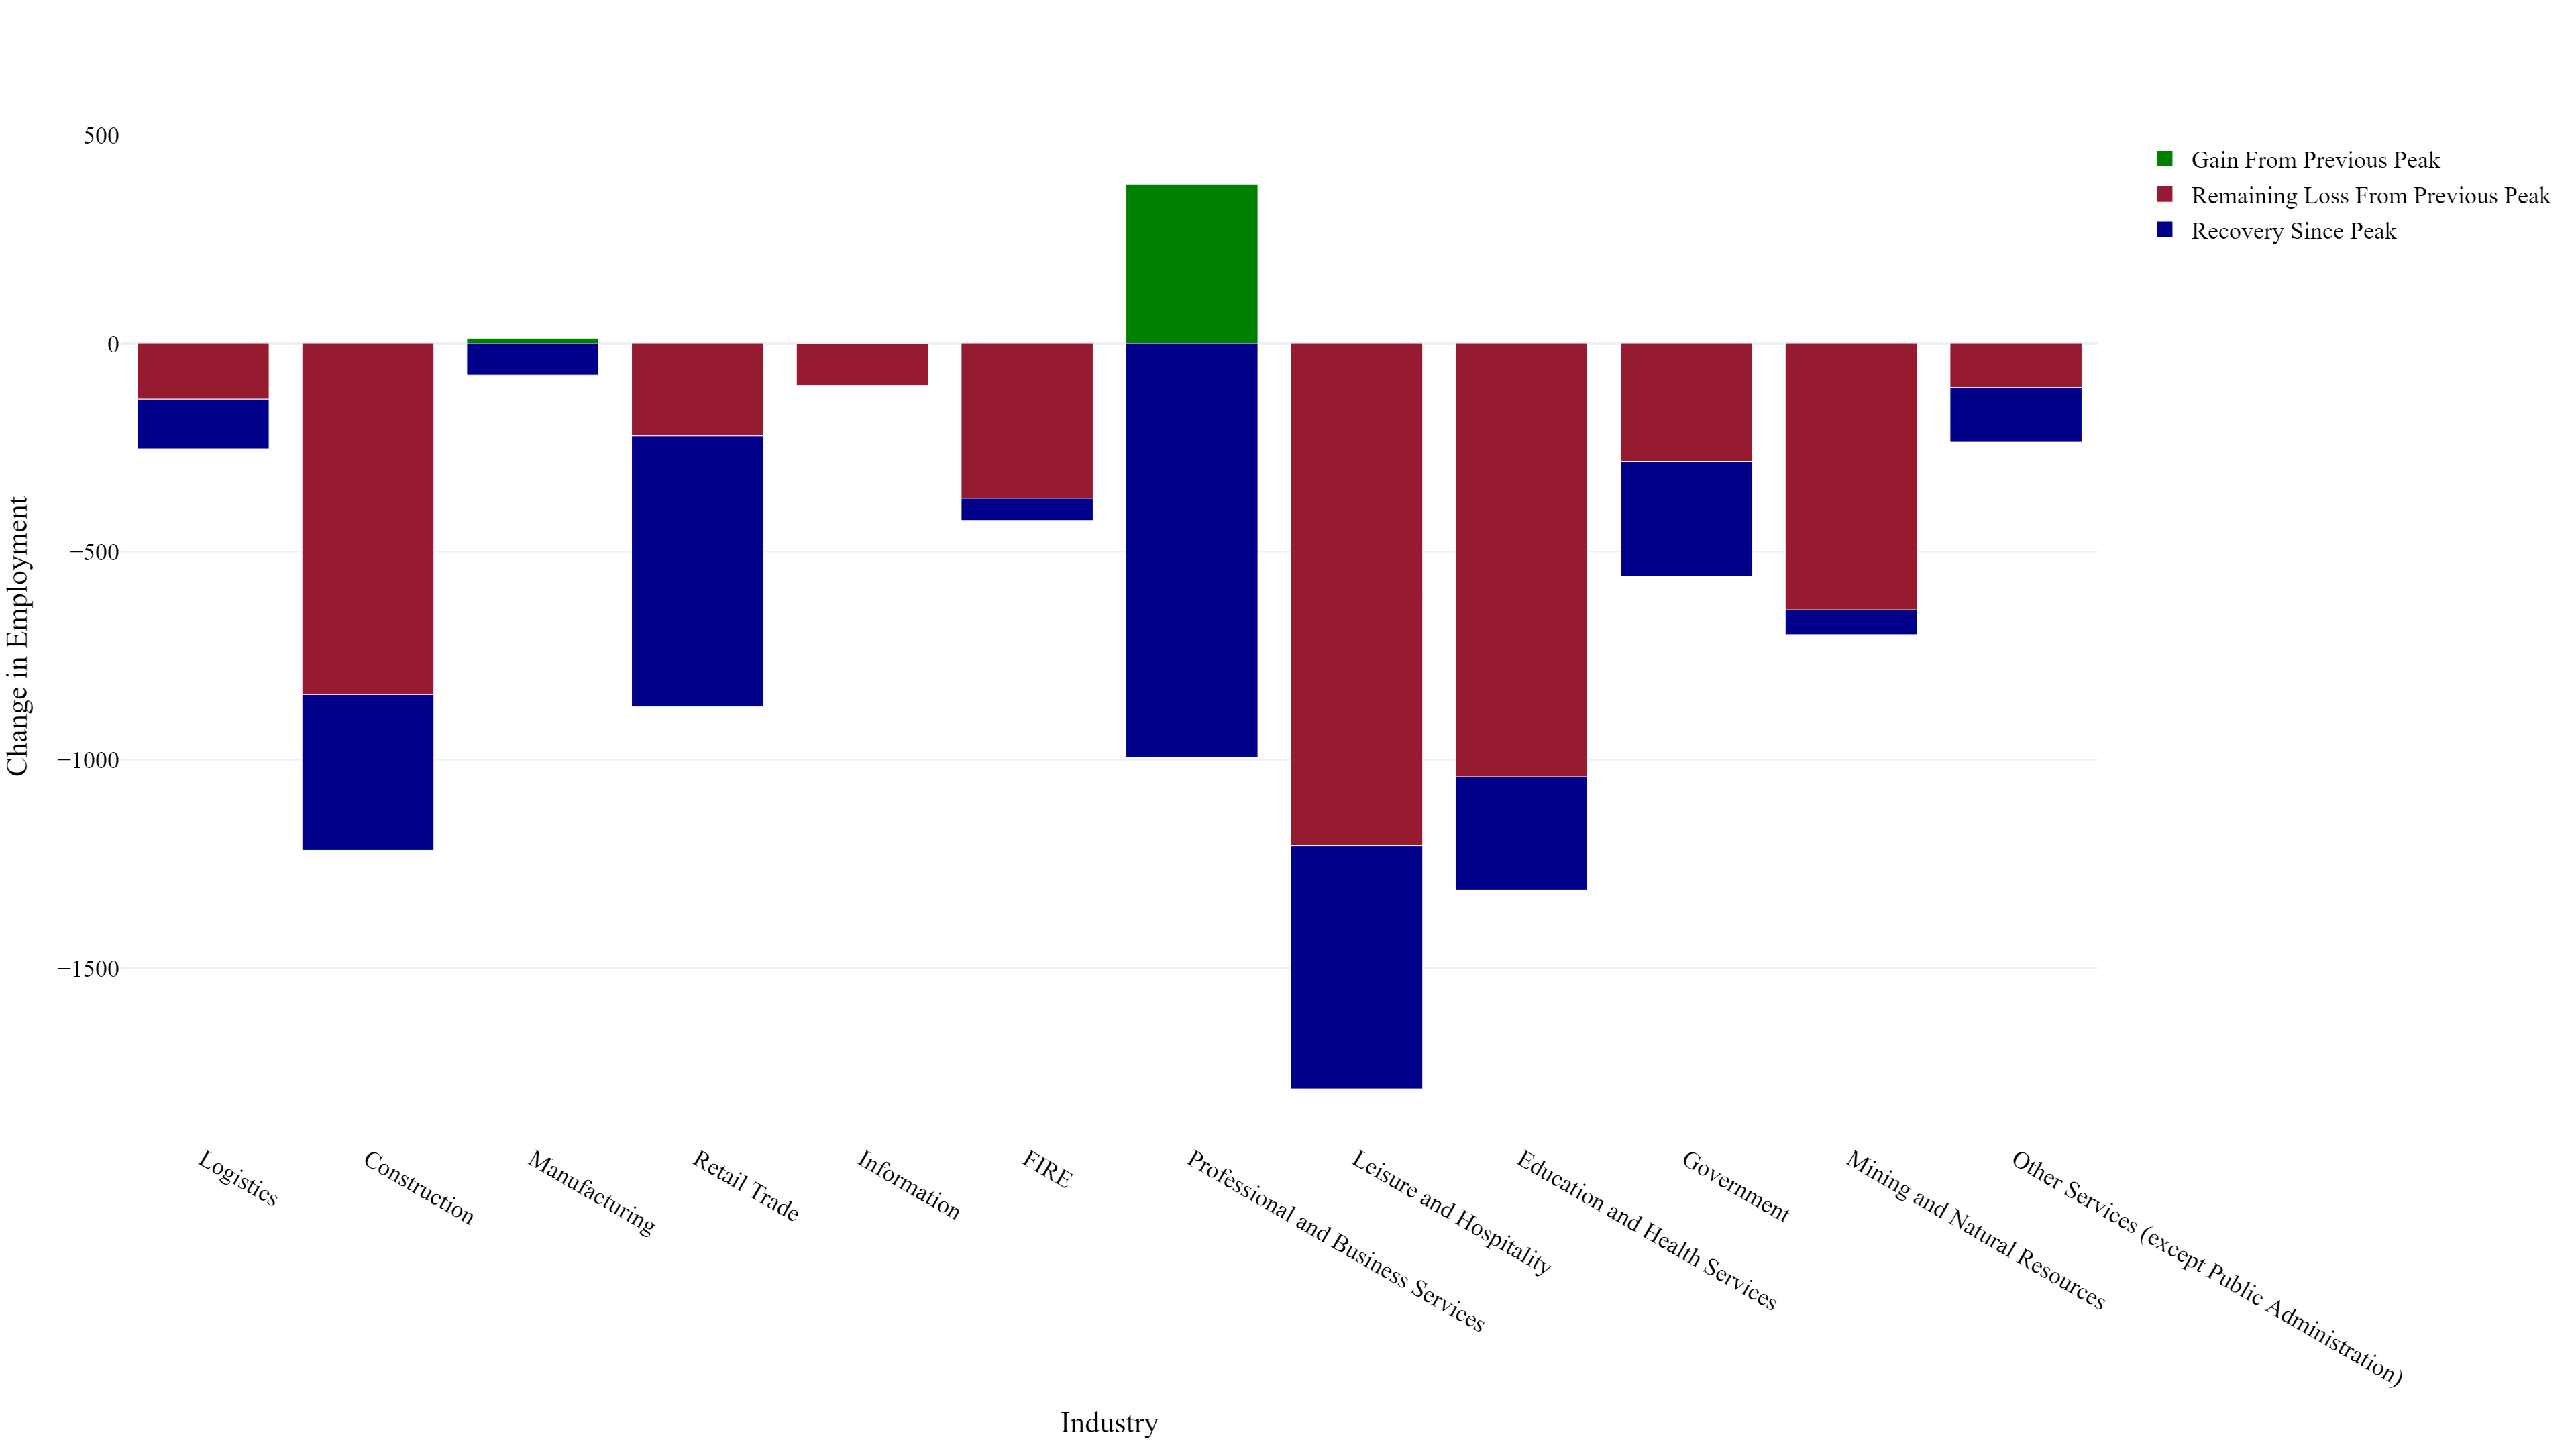 500
0
−500
−1000
−1500
Change in Employment
Gain From Previous Peak
Remaining Loss From Previous Peak
Recovery Since Peak
Logistics
Construction
Manufacturing
Retail Trade
Information
FIRE
Professional and Business Services
Leisure and Hospitality
Education and Health Services
Government
Mining and Natural Resources
Other Services (except Public Administration)
Industry